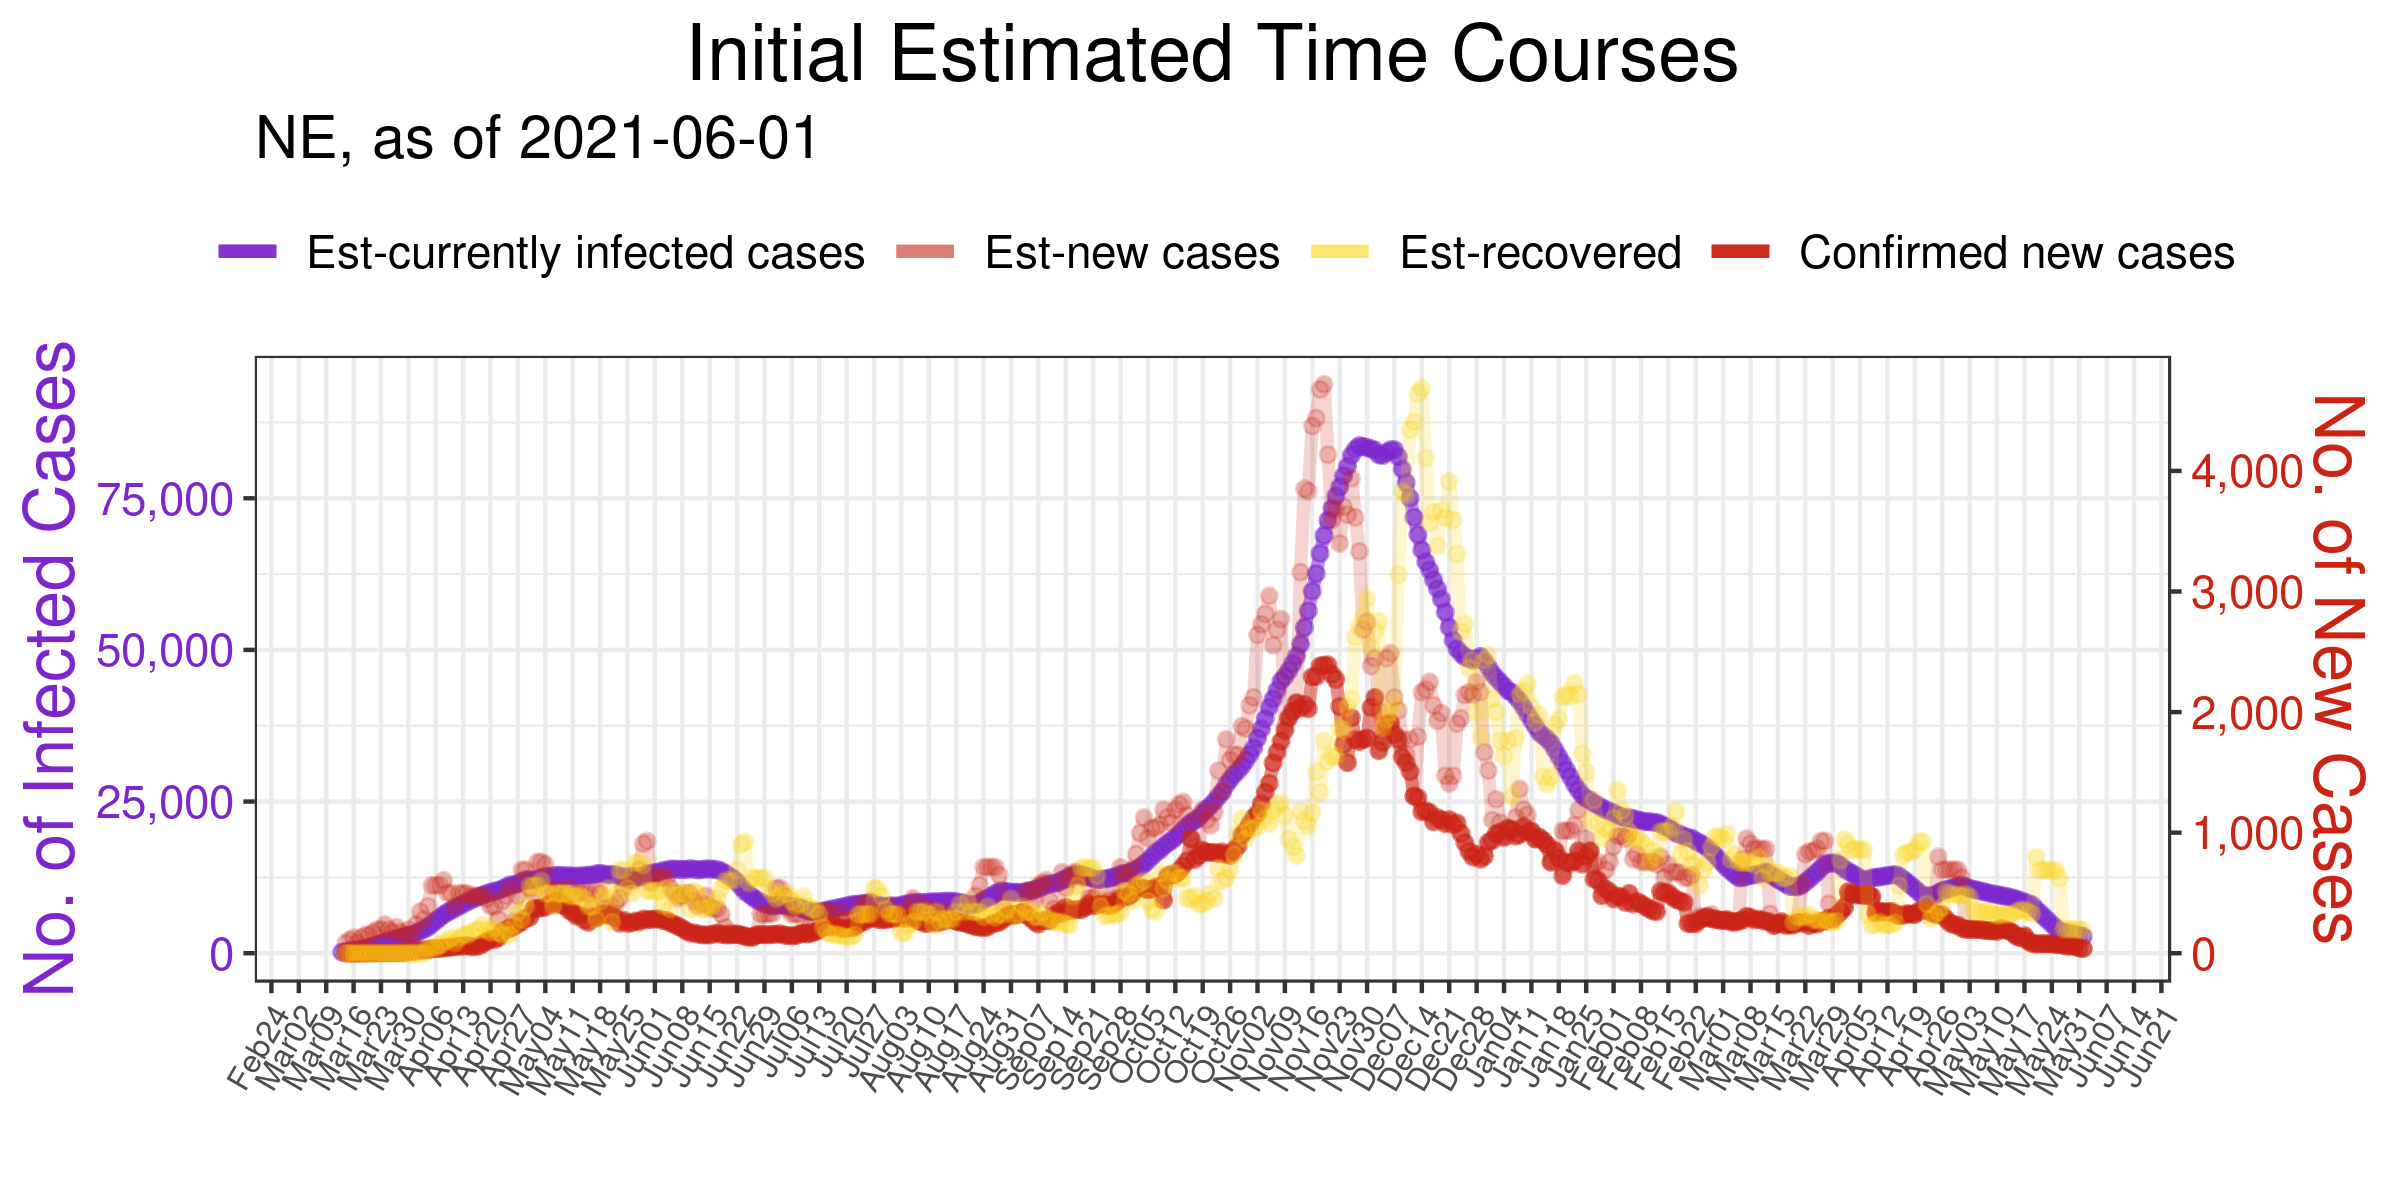 Initial Estimated Time Courses
NE, as of 2021-06-01
Est-currently infected cases
Est-new cases
Est-recovered
Confirmed new cases
No. of Infected Cases
75,000
50,000
25,000
0
No. of New Cases
4,000
3,000
2,000
1,000
0
Feb24
Mar02
Mar09
Mar16
Mar23
Mar30
Apr06
Apr13
Apr20
Apr27
May04
May11
May18
May25
Jun01
Jun08
Jun15
Jun22
Jun29
Jul06
Jul13
Jul20
Jul27
Aug03
Aug10
Aug17
Aug24
Aug31
Sep07
Sep14
Sep21
Sep28
Oct05
Oct12
Oct19
Oct26
Nov02
Nov09
Nov16
Nov23
Nov30
Dec07
Dec14
Dec21
Dec28
Jan04
Jan11
Jan18
Jan25
Feb01
Feb08
Feb15
Feb22
Mar01
Mar08
Mar15
Mar22
Mar29
Apr05
Apr12
Apr19
Apr26
May03
May10
May17
May24
May31
Jun07
Jun14
Jun21